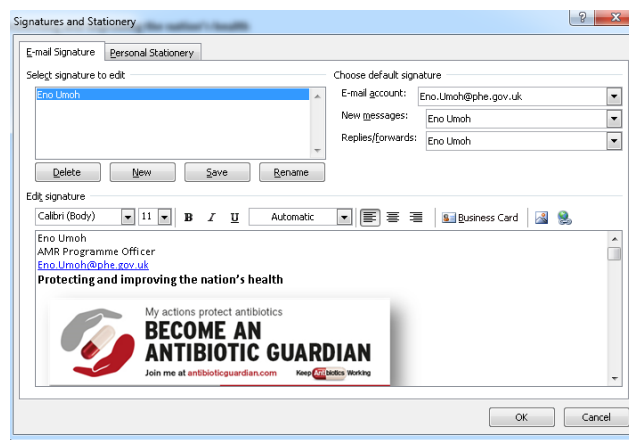 Signatures and Stationery
E-mail Signature
Personal Stationery
Select signature to edit
Choose default signature
Eno Umoh
E-mail account:
Eno.Umoh@phe.gov.uk
New messages:
Eno Umoh
Replies/forwards:
Eno Umoh
Delete
New
Save
Rename
Edit signature
Calibri (Body)
11
B
I
U
Automatic
Business Card
Eno Umoh
AMR Programme Officer
Eno.Umoh@phe.gov.uk
Protecting and improving the nation's health
My actions protect antibiotics
BECOME AN
ANTIBIOTIC GUARDIAN
Join me at antibioticguardian.com
Keep Antibiotics Working
OK
Cancel